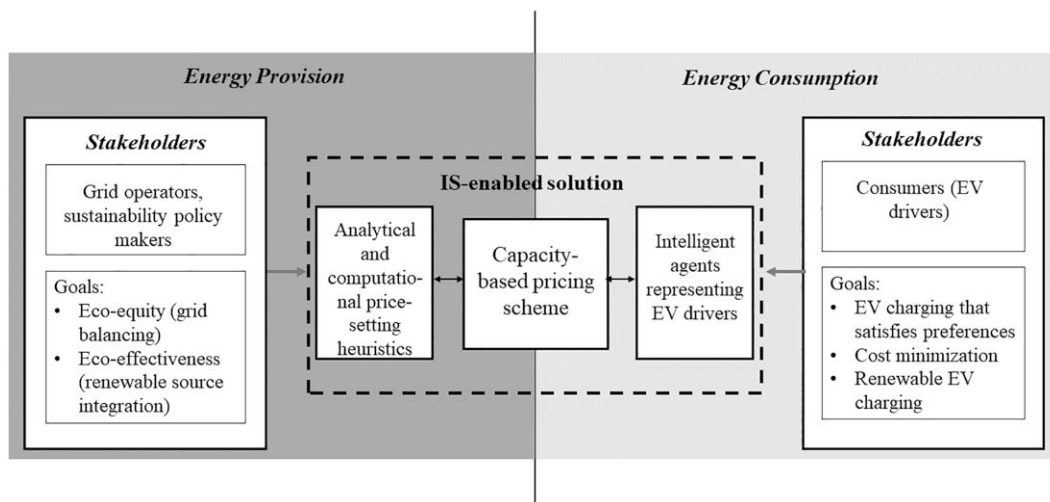 Energy Provision
Energy Consumption
Stakeholders
Grid operators,
sustainability policy
makers
Goals:
• Eco-equity (grid
balancing)
• Eco-effectiveness
(renewable source
integration)
IS-enabled solution
Analytical
and
computatio-
nal price-
setting
heuristics
Capacity-
based pricing
scheme
Intelligent
agents
representing
EV drivers
Stakeholders
Consumers (EV
drivers)
Goals:
• EV charging that
satisfies preferences
• Cost minimization
• Renewable EV
charging